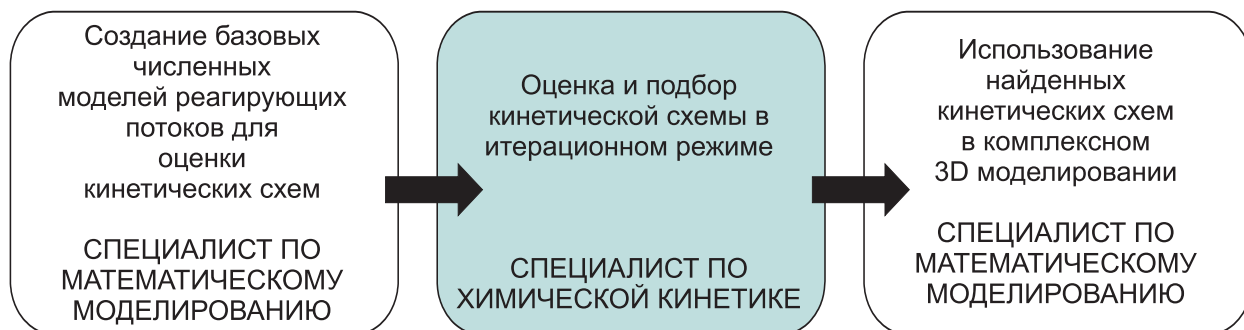 Создание базовых
численных
моделей реагирующих
потоков для
оценки
кинетических схем
СПЕЦИАЛИСТ ПО
МАТЕМАТИЧЕСКОМУ
МОДЕЛИРОВАНИЮ
Оценка и подбор
кинетической схемы в
итерационном режиме
СПЕЦИАЛИСТ ПО
ХИМИЧЕСКОЙ КИНЕТИКЕ
Использование
найденных
кинетических схем
в комплексном
3D моделировании
СПЕЦИАЛИСТ ПО
МАТЕМАТИЧЕСКОМУ
МОДЕЛИРОВАНИЮ